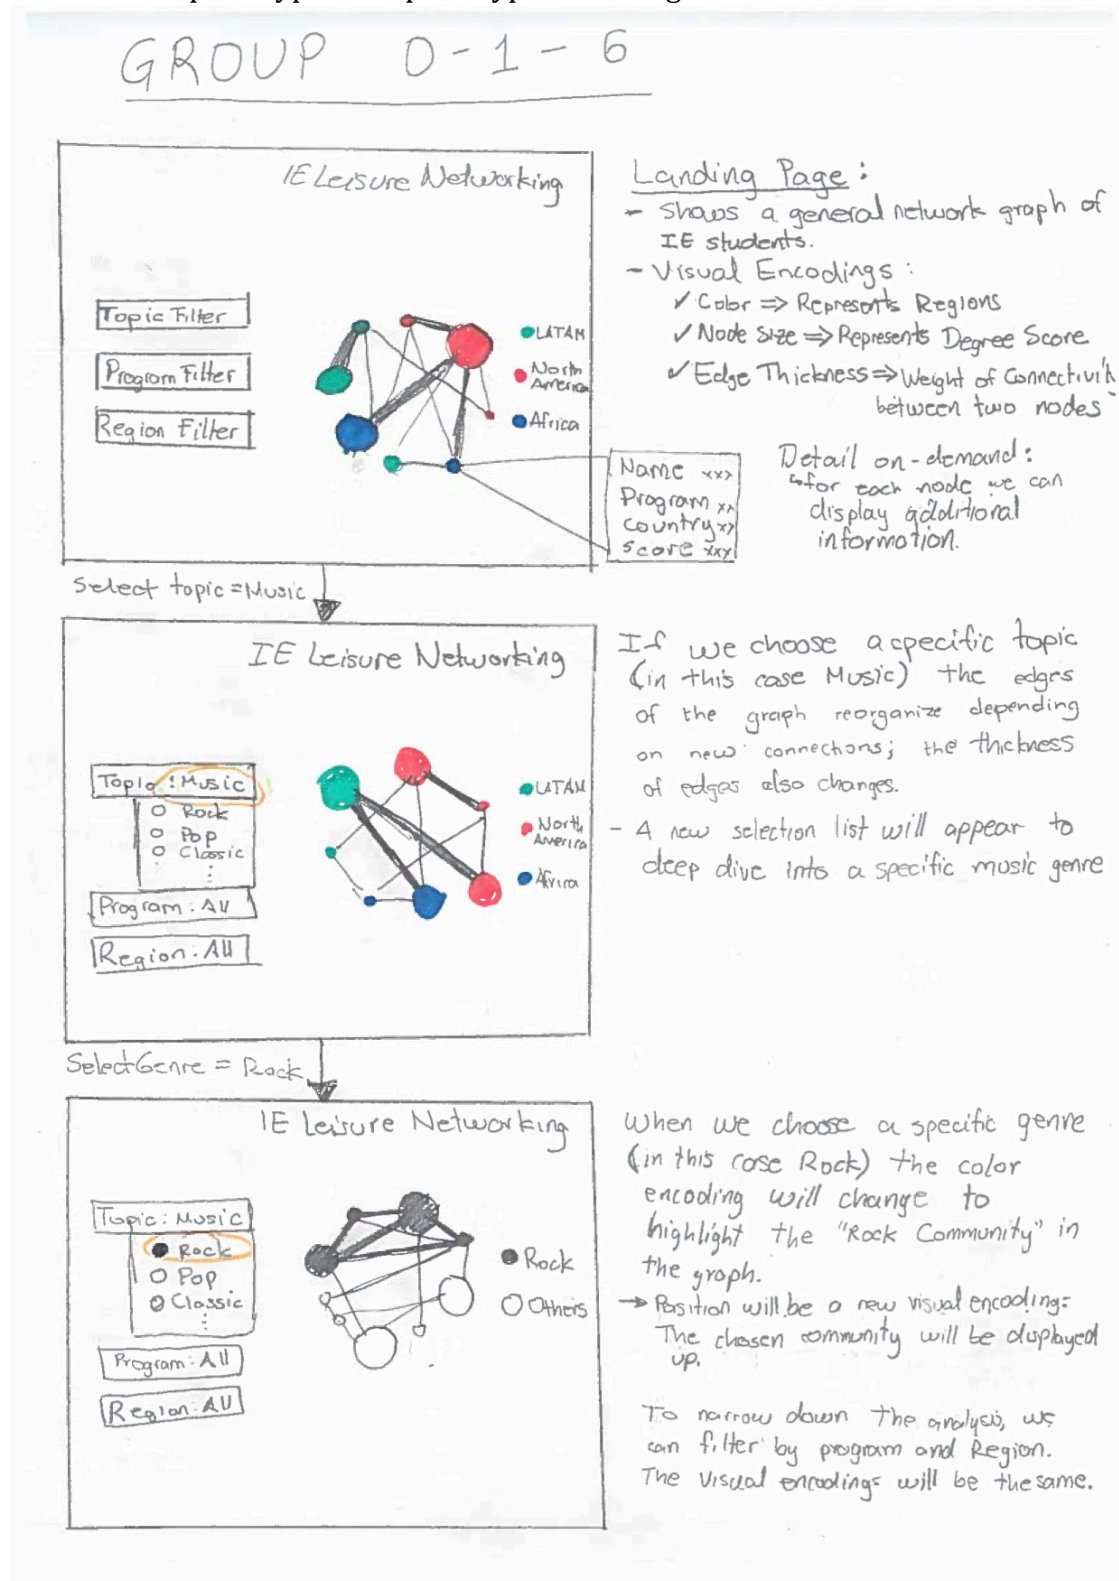 GROUP 0-1-6
IE Leisure Networking
Topic Filter
Program Filter
Region Filter
LATAM
North
America
Africa
Name xxx
Program xx
Country xx
Score xxx
Landing Page:
- Shows a general network graph of
IE students.
- Visual Encodings:
✓ Color => Represents Regions
✓ Node Size => Represents Degree Score
✓ Edge Thickness => Weight of Connectivit
between two nodes
Detail on-demand:
↳ for each node we can
display additional
information.
Select topic = Music
IE Leisure Networking
Topic: Music
Rock
Pop
Classic
Program: All
Region: All
LATAM
North
America
Africa
If we choose a specific topic
(in this case Music) the edges
of the graph reorganize depending
on new connections; the thickness
of edges also changes.
- A new selection list will appear to
deep dive into a specific music genre
Select Genre = Rock
IE Leisure Networking
Topic: Music
Rock
Pop
Classic
Program: All
Region: All
Rock
Others
When we choose a specific genre
(in this case Rock) the color
encoding will change to
highlight the "Rock Community" in
the graph.
→ Position will be a new visual encoding:
The chosen community will be displayed
up.
To narrow down the analysis, we
can filter by program and Region.
The visual encodings will be the same.